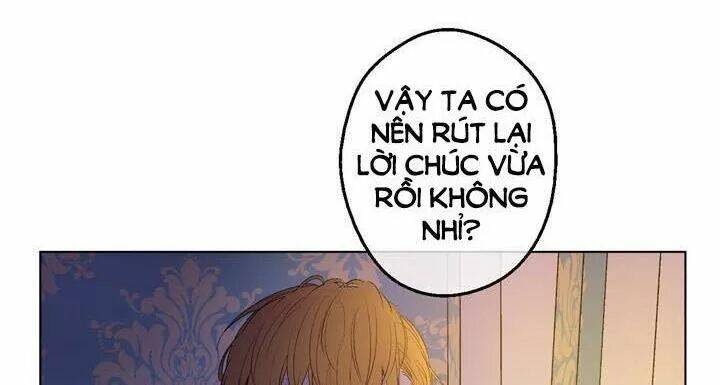 VẬY TA CÓ
NÊN RÚT LẠI
LỜI CHÚC VỪA
RỒI KHÔNG
NHỈ?